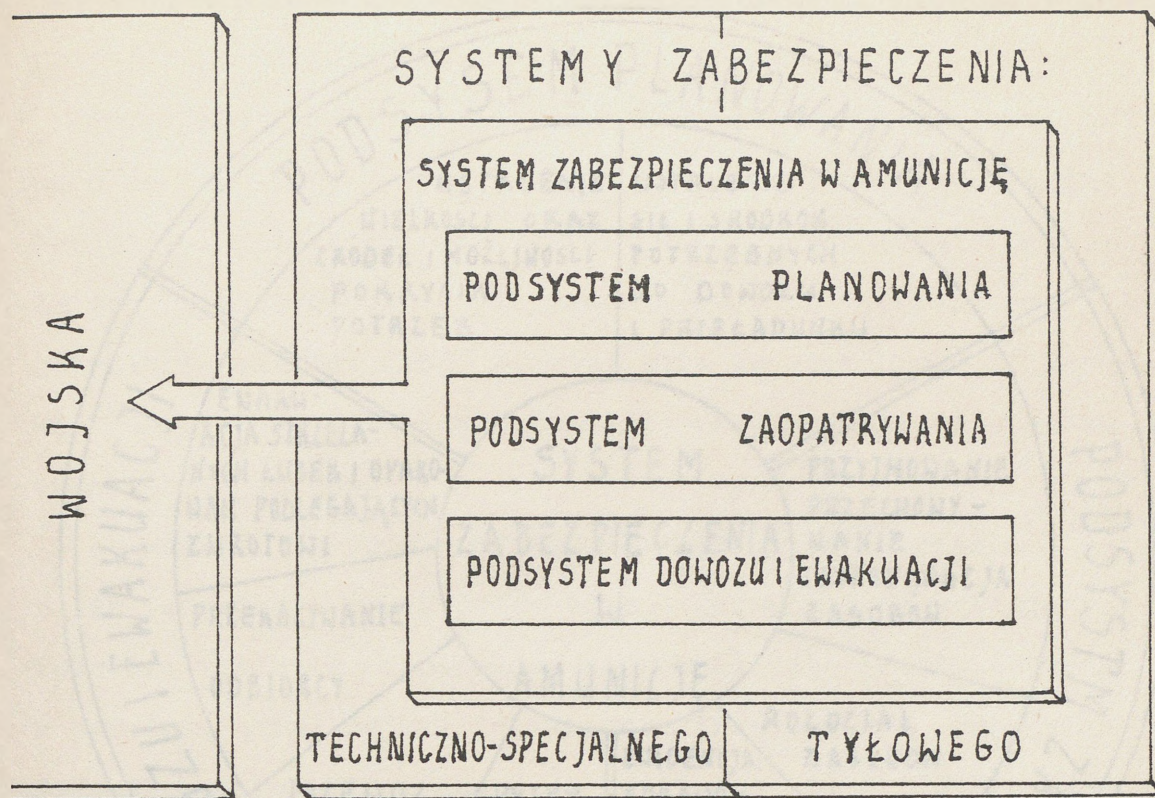 SYSTEMY ZABEZPIECZENIA:
SYSTEM ZABEZPIECZENIA W AMUNICJĘ
PODSYSTEM PLANOWANIA
WOJSKA
PODSYSTEM ZAOPATRYWANIA
PODSYSTEM DOWOZU I EWAKUACJI
TECHNICZNO-SPECJALNEGO TYŁOWEGO